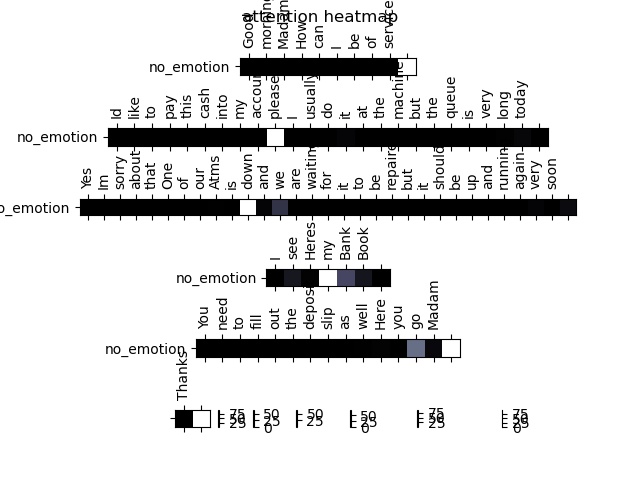 attention heatmap
Good morning Madam How can I be of service
no_emotion
Id like to pay this cash into my account please I usually do it at the machine but the queue is very long today
no_emotion
Yes Im sorry about that One of our Atms is down and we are waiting for it to be repaire but it should be up and runnin again very soon
o_emotion
I see Heres my Bank Book
no_emotion
You need to fill out the deposi slip as well Here you go Madam
no_emotion
Thanks
75 50 50 50 75 75
50 25 25 25 50 50
25 0 0 25 25
0